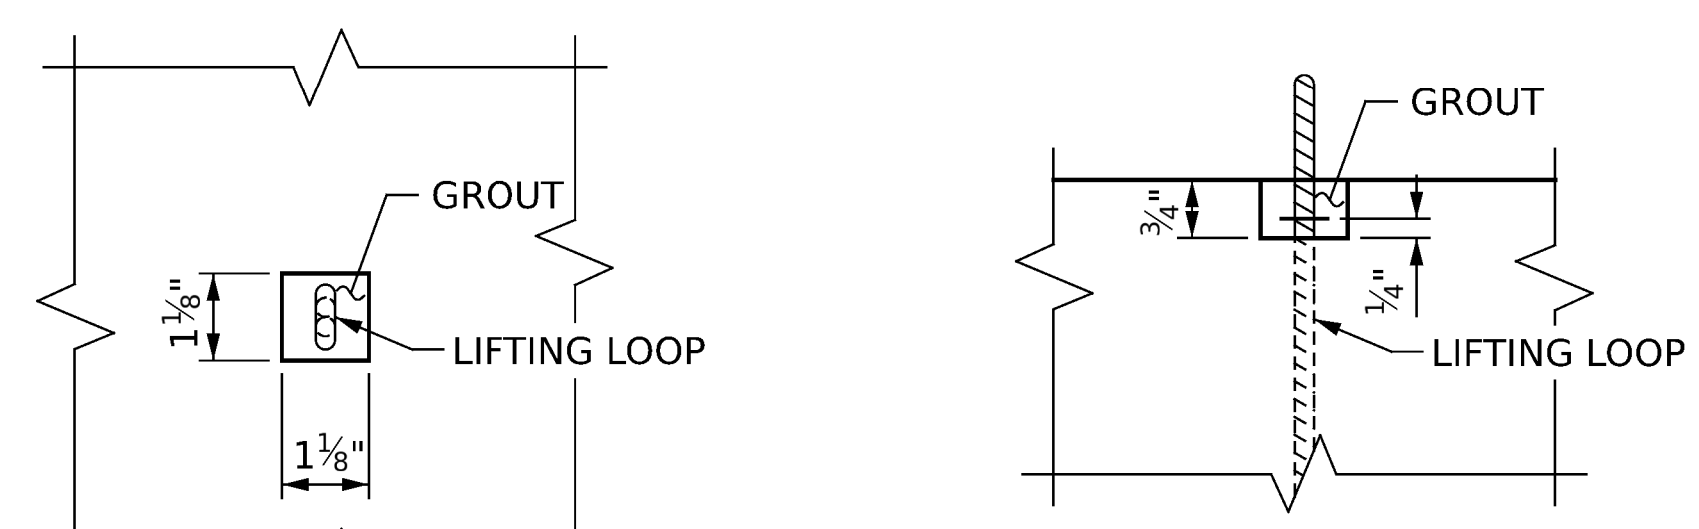 GROUT
1⅛"
LIFTING LOOP
1⅛"
GROUT
¾"
¼"
LIFTING LOOP